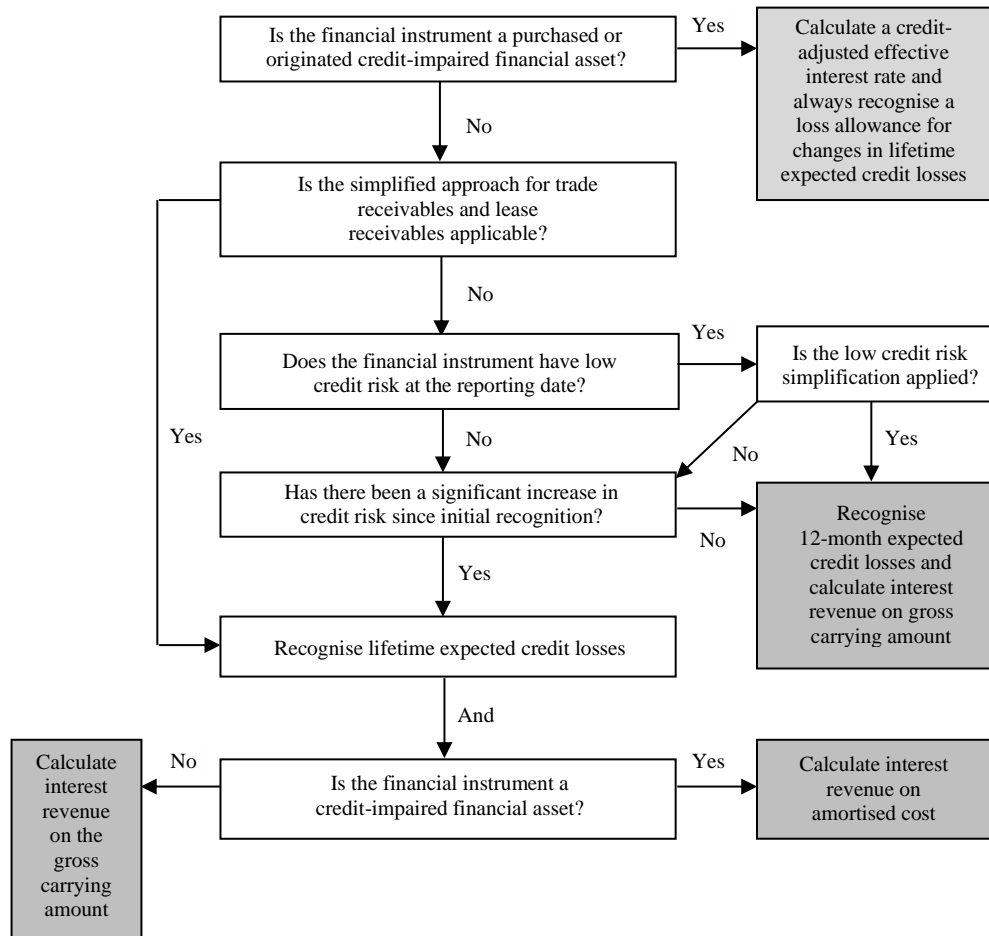 Is the financial instrument a purchased or
originated credit-impaired financial asset?
Yes
Calculate a credit-
adjusted effective
interest rate and
always recognise a
loss allowance for
changes in lifetime
expected credit losses
No
Is the simplified approach for trade
receivables and lease
receivables applicable?
No
Does the financial instrument have low
credit risk at the reporting date?
Yes
Is the low credit risk
simplification applied?
Yes
No
No
Yes
Has there been a significant increase in
credit risk since initial recognition?
No
Recognise
12-month expected
credit losses and
calculate interest
revenue on gross
carrying amount
Yes
Recognise lifetime expected credit losses
And
Calculate
interest
revenue
on the
gross
carrying
amount
No
Is the financial instrument a
credit-impaired financial asset?
Yes
Calculate interest
revenue on
amortised cost